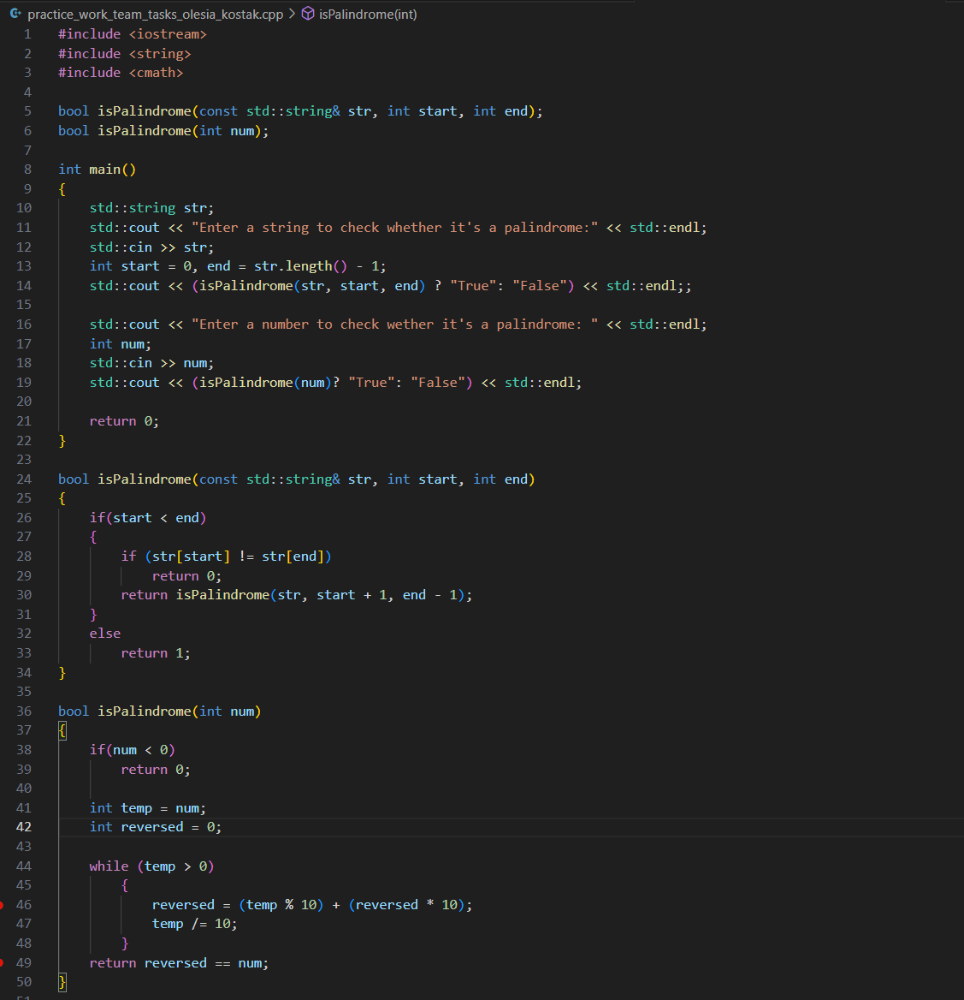 practice_work_team_tasks_olesia_kostak.cpp > isPalindrome(int)
1 #include <iostream>
2 #include <string>
3 #include <cmath>
4
5 bool isPalindrome(const std::string& str, int start, int end);
6 bool isPalindrome(int num);
7
8 int main()
9 {
10     std::string str;
11     std::cout << "Enter a string to check whether it's a palindrome:" << std::endl;
12     std::cin >> str;
13     int start = 0, end = str.length() - 1;
14     std::cout << (isPalindrome(str, start, end) ? "True": "False") << std::endl;;
15
16     std::cout << "Enter a number to check wether it's a palindrome: " << std::endl;
17     int num;
18     std::cin >> num;
19     std::cout << (isPalindrome(num)? "True": "False") << std::endl;
20
21     return 0;
22 }
23
24 bool isPalindrome(const std::string& str, int start, int end)
25 {
26     if(start < end)
27     {
28         if (str[start] != str[end])
29             return 0;
30         return isPalindrome(str, start + 1, end - 1);
31     }
32     else
33         return 1;
34 }
35
36 bool isPalindrome(int num)
37 {
38     if(num < 0)
39         return 0;
40
41     int temp = num;
42     int reversed = 0;
43
44     while (temp > 0)
45         {
46             reversed = (temp % 10) + (reversed * 10);
47             temp /= 10;
48         }
49     return reversed == num;
50 }
51